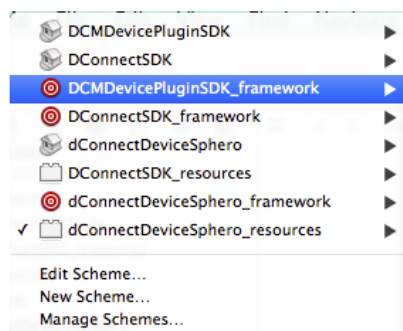 DCMDevicePluginSDK
DConnectSDK
DCMDevicePluginSDK_framework
DConnectSDK_framework
dConnectDeviceSphero
DConnectSDK_resources
dConnectDeviceSphero_framework
✓ dConnectDeviceSphero_resources
Edit Scheme...
New Scheme...
Manage Schemes...